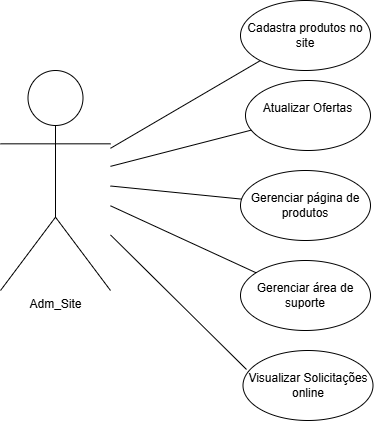 Cadastra produtos no
site
Atualizar Ofertas
Gerenciar página de
produtos
Gerenciar área de
suporte
Adm_Site
Visualizar Solicitações
online